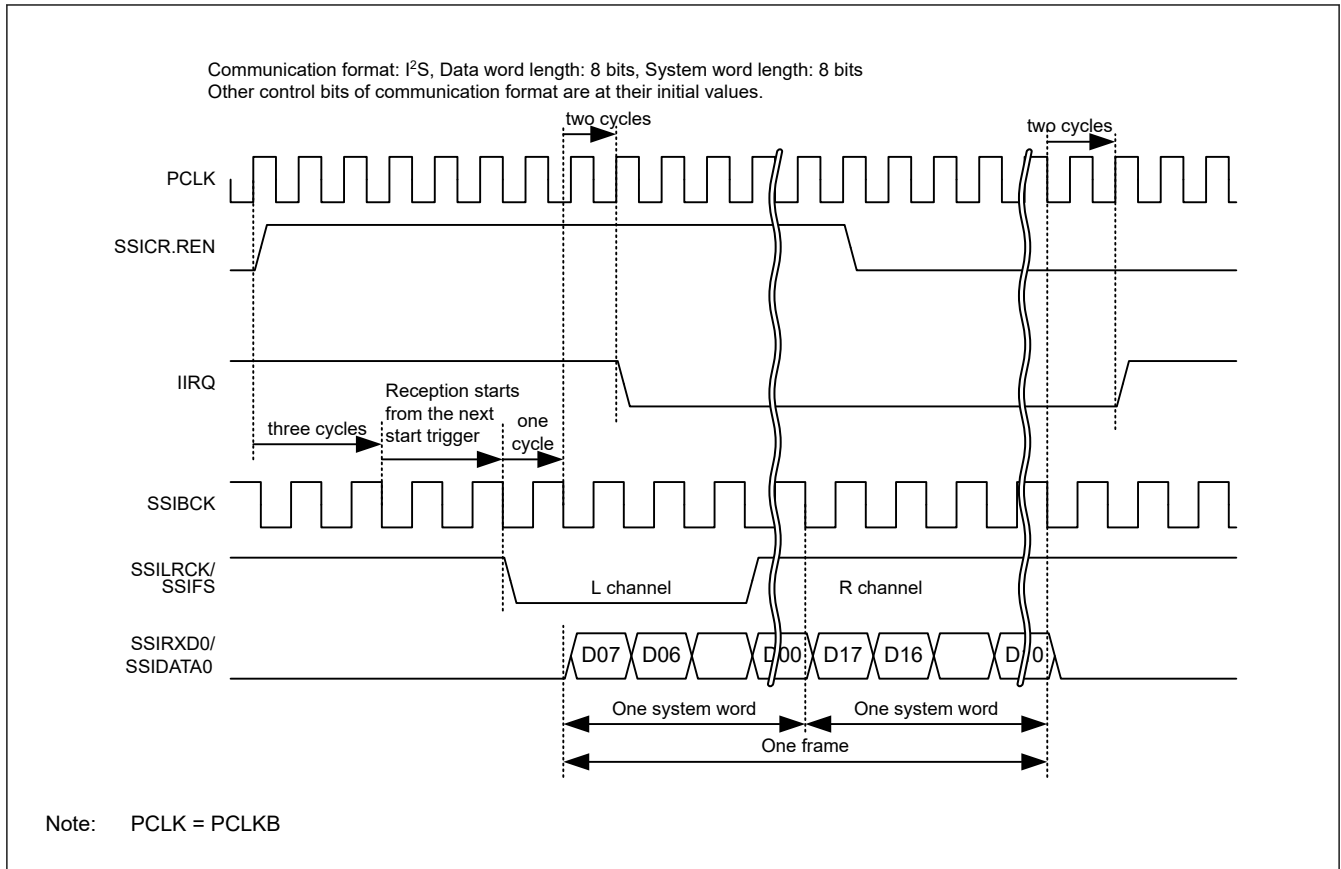 Communication format: I²S, Data word length: 8 bits, System word length: 8 bits
Other control bits of communication format are at their initial values.
two cycles
two cycles
PCLK
SSICR.REN
IIRQ
three cycles
Reception starts
from the next
start trigger
one
cycle
SSIBCK
SSILRCK/
SSIFS
L channel
R channel
SSIRXD0/
SSIDATA0
D07
D06
D00
D17
D16
D10
One system word
One system word
One frame
Note: PCLK = PCLKB